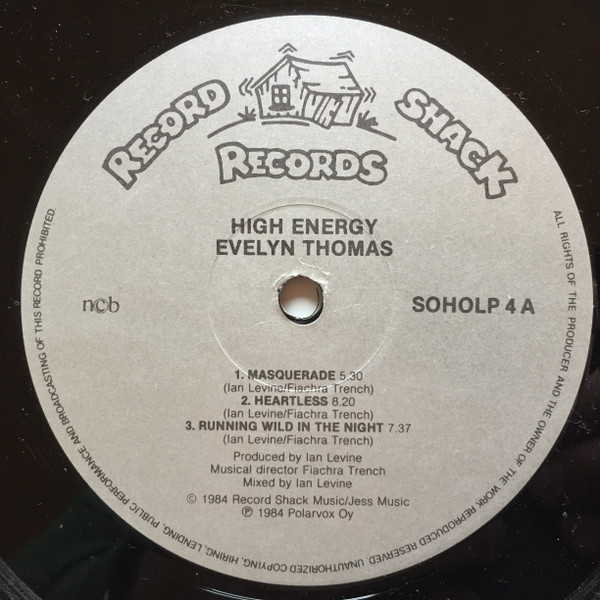 RECORD SHACK
RECORDS
HIGH ENERGY
EVELYN THOMAS
ncb
SOHOLP 4 A
1. MASQUERADE 5.30
(Ian Levine/Fiachra Trench)
2. HEARTLESS 8.20
(Ian Levine/Fiachra Trench)
3. RUNNING WILD IN THE NIGHT 7.37
(Ian Levine/Fiachra Trench)
Produced by Ian Levine
Musical director Fiachra Trench
Mixed by Ian Levine
© 1984 Record Shack Music/Jess Music
℗ 1984 Polarvox Oy
ALL RIGHTS OF THE PRODUCER AND THE OWNER OF THE WORK REPRODUCED RESERVED. UNAUTHORIZED COPYING, HIRING, LENDING, PUBLIC PERFORMANCE AND BROADCASTING OF THIS RECORD PROHIBITED.